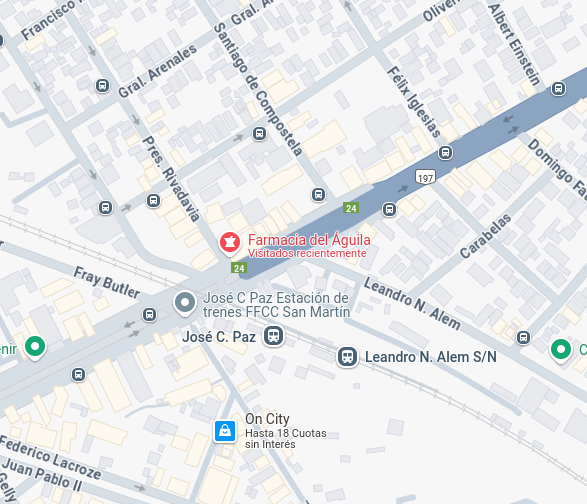 Francisco
Gral. A
Gral. Arenales
Santiago de Compostela
Félix Iglesias
Albert Einstein
Pres. Rivadavia
197
24
Domingo Fa
Carabelas
Farmacia del Águila
Visitados recientemente
24
Fray Butler
Leandro N. Alem
José C Paz Estación de
trenes FFCC San Martín
José C. Paz
enir
Leandro N. Alem S/N
C
On City
Hasta 18 Cuotas
sin Interés
Federico Lacroze
Juan Pablo II
Gelly